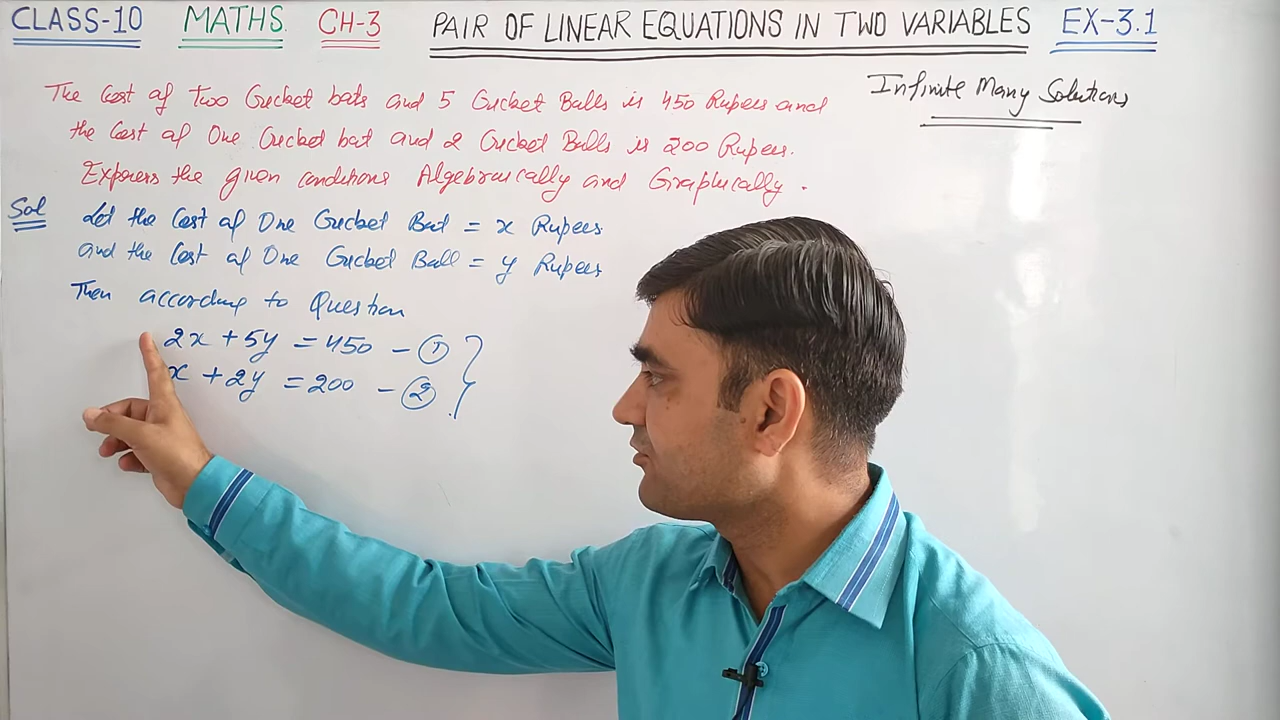 CLASS-10 MATHS CH-3 PAIR OF LINEAR EQUATIONS IN TWO VARIABLES EX-3.1
The Cost of Two Cricket bats and 5 Cricket Balls is 450 Rupees and
the Cost of One Cricket bat and 2 Cricket Balls is 200 Rupees.
Express the given conditions Algebraically and Graphically.
Infinite Many Solutions
Sol Let the Cost of One Cricket Bat = x Rupees
and the Cost of One Cricket Ball = y Rupees
Then according to Question
2x + 5y = 450 - ①
x + 2y = 200 - ②